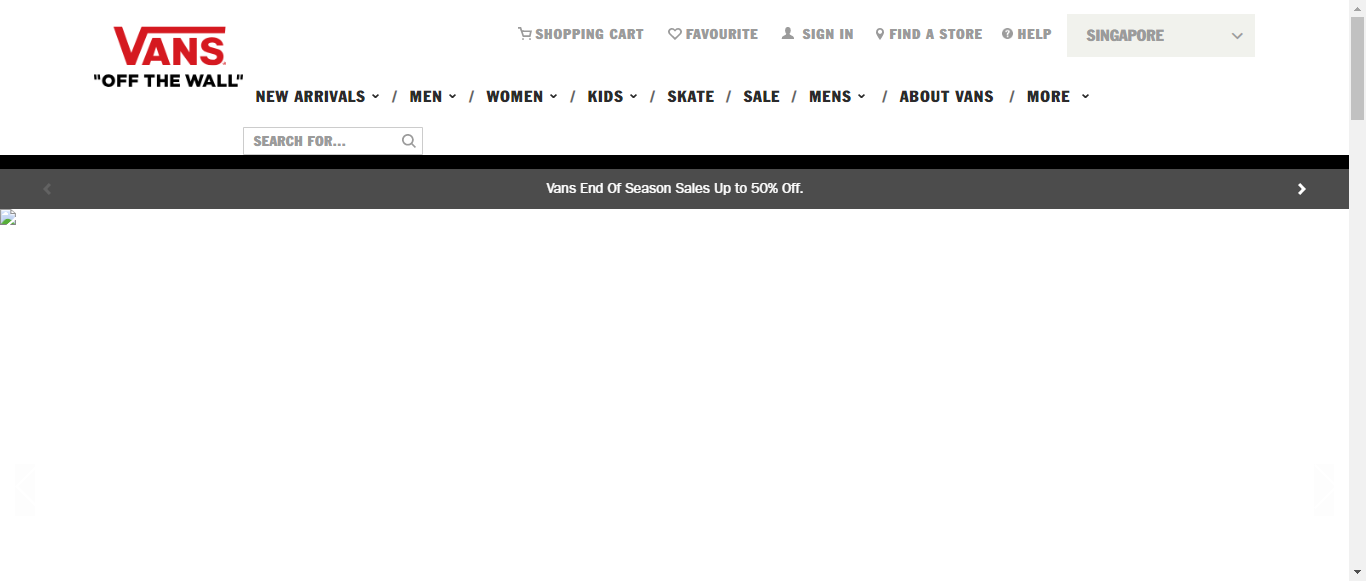 VANS
"OFF THE WALL"
SHOPPING CART FAVOURITE SIGN IN FIND A STORE HELP SINGAPORE
NEW ARRIVALS / MEN / WOMEN / KIDS / SKATE / SALE / MENS / ABOUT VANS / MORE
SEARCH FOR...
Vans End Of Season Sales Up to 50% Off.